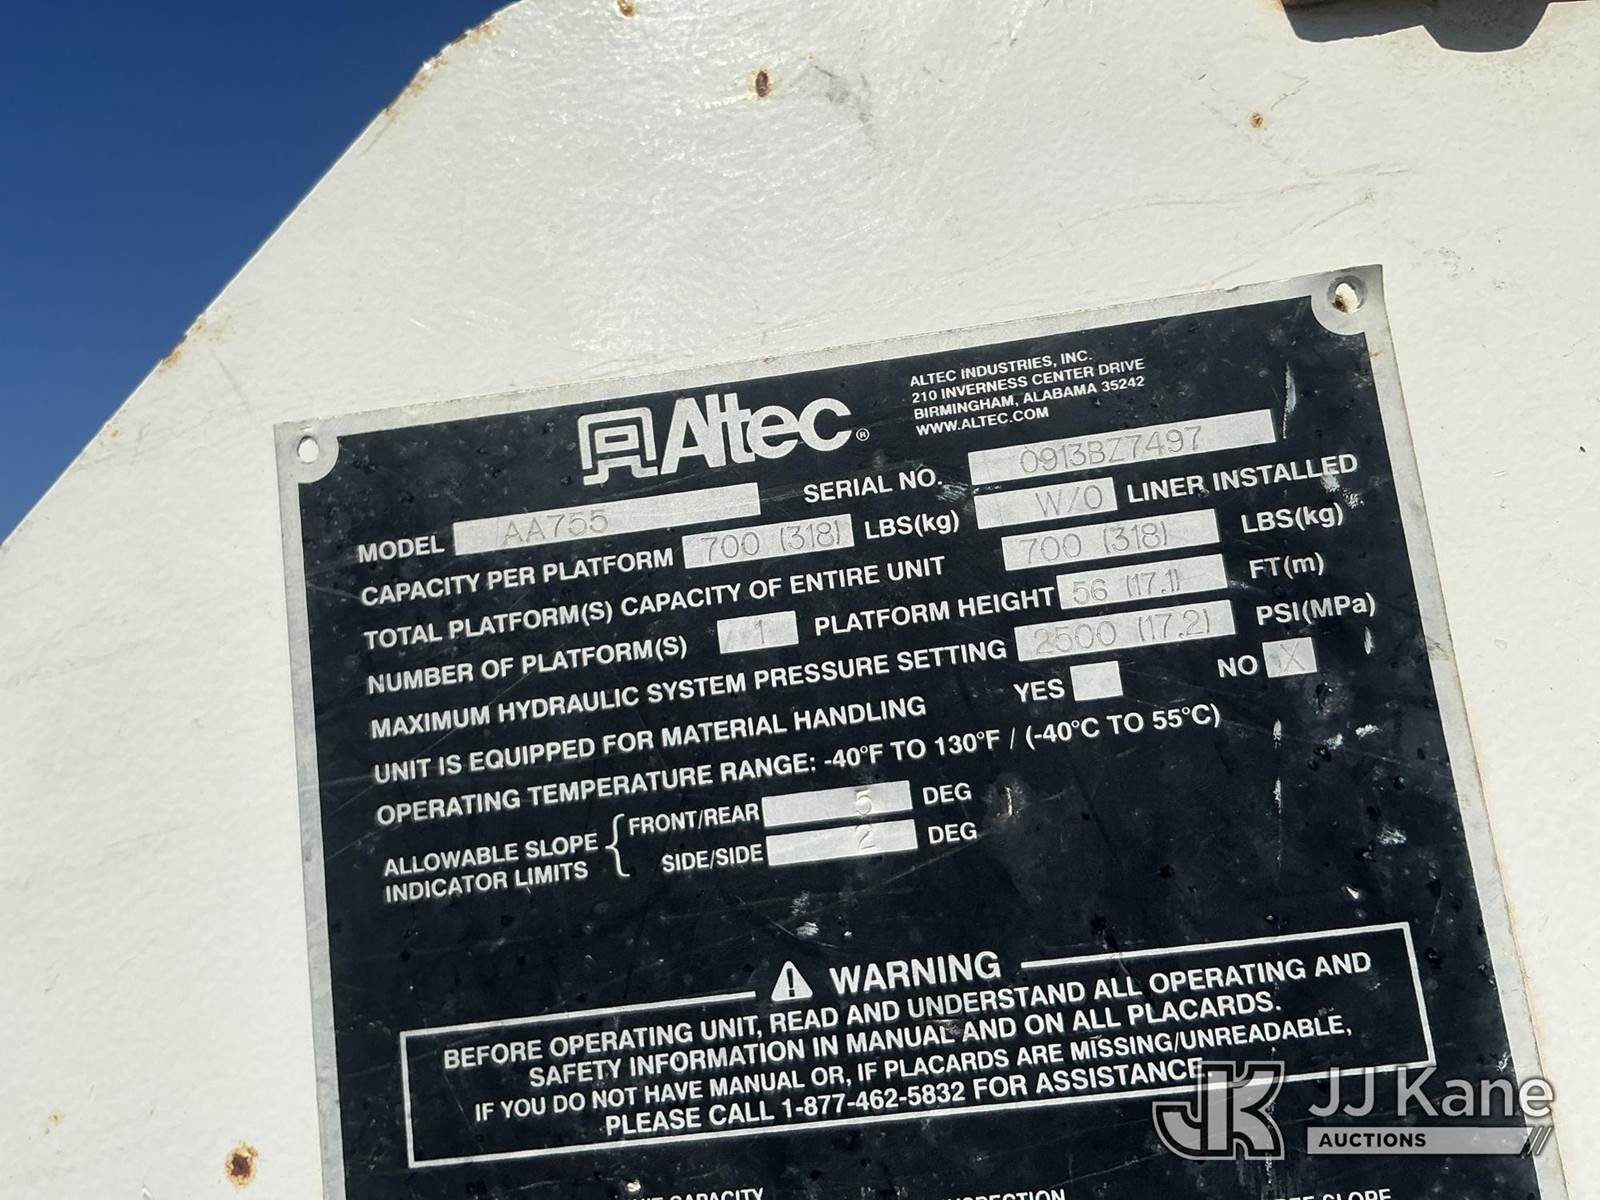 Altec®
ALTEC INDUSTRIES, INC.
210 INVERNESS CENTER DRIVE
BIRMINGHAM, ALABAMA 35242
WWW.ALTEC.COM
MODEL AA755 SERIAL NO. 0913BZ7497
CAPACITY PER PLATFORM 700 (318) LBS(kg) W/O LINER INSTALLED
TOTAL PLATFORM(S) CAPACITY OF ENTIRE UNIT 700 (318) LBS(kg)
NUMBER OF PLATFORM(S) 1 PLATFORM HEIGHT 56 (17.1) FT(m)
MAXIMUM HYDRAULIC SYSTEM PRESSURE SETTING 2500 (17.2) PSI(MPa)
UNIT IS EQUIPPED FOR MATERIAL HANDLING YES NO X
OPERATING TEMPERATURE RANGE: -40°F TO 130°F / (-40°C TO 55°C)
ALLOWABLE SLOPE { FRONT/REAR 5 DEG
INDICATOR LIMITS SIDE/SIDE 2 DEG
WARNING
BEFORE OPERATING UNIT, READ AND UNDERSTAND ALL OPERATING AND
SAFETY INFORMATION IN MANUAL AND ON ALL PLACARDS.
IF YOU DO NOT HAVE MANUAL OR, IF PLACARDS ARE MISSING/UNREADABLE,
PLEASE CALL 1-877-462-5832 FOR ASSISTANCE
CAPACITY SLOPE
JK JJ Kane
AUCTIONS